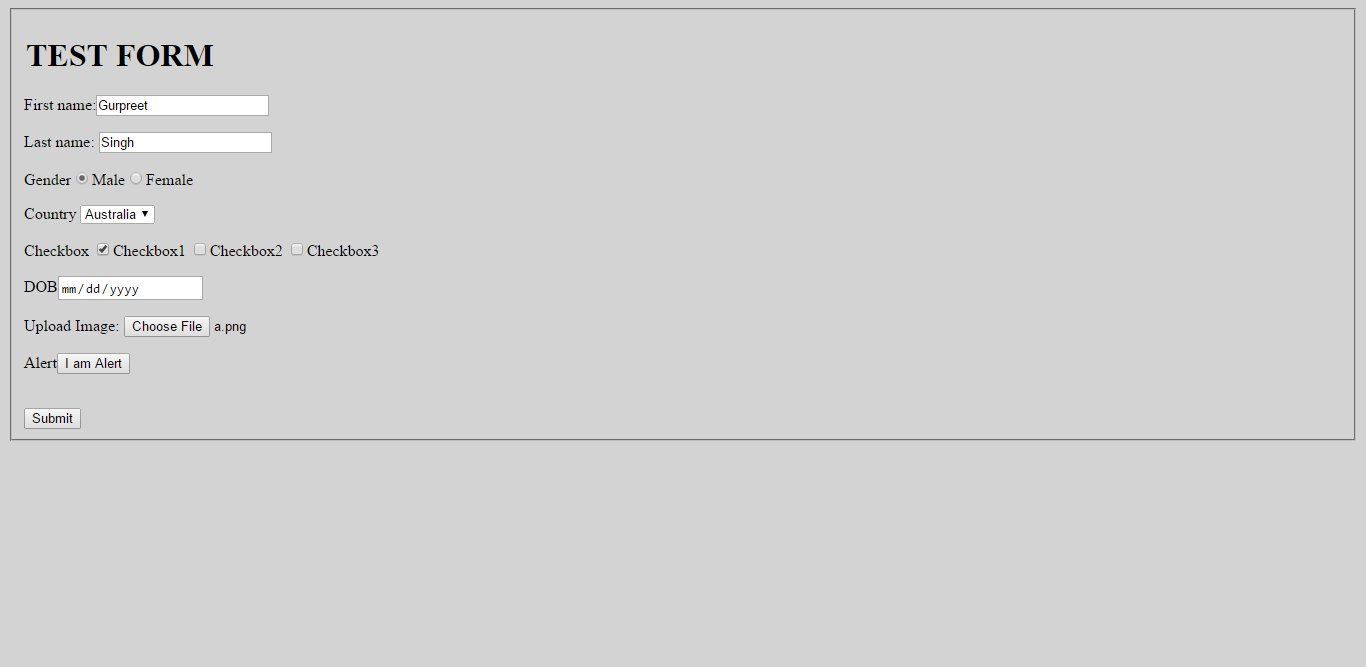 TEST FORM
First name:Gurpreet
Last name: Singh
Gender Male Female
Country Australia
Checkbox Checkbox1 Checkbox2 Checkbox3
DOB mm/dd/yyyy
Upload Image: Choose File a.png
Alert I am Alert
Submit